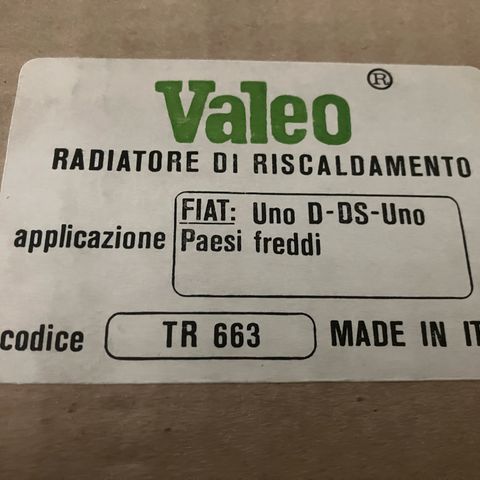 Valeo ®
RADIATORE DI RISCALDAMENTO
applicazione
FIAT: Uno D-DS-Uno
Paesi freddi
codice TR 663 MADE IN IT